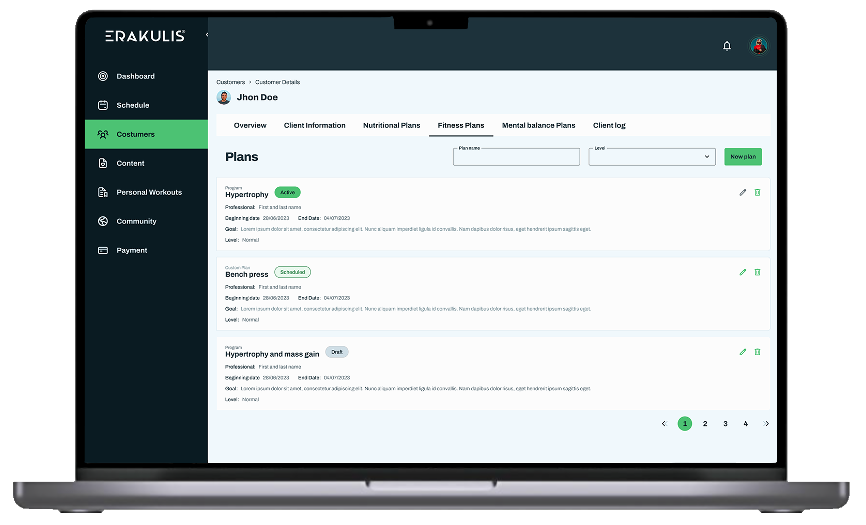 ERAKULIS®
Dashboard
Schedule
Costumers
Content
Personal Workouts
Community
Payment
Customers > Customer Details
Jhon Doe
Overview Client Information Nutritional Plans Fitness Plans Mental balance Plans Client log
Plans
Plan name
Level
New plan
Program
Hypertrophy Active
Professional: First and last name
Beginning date 28/06/2023 End Date: 04/07/2023
Goal: Lorem ipsum dolor sit amet, consectetur adipiscing elit. Nunc a quam imperdiet ligula id convallis. Nam dapibus dolor risus, eget hendrerit ipsum sagittis eget.
Level: Normal
Custom Plan
Bench press Scheduled
Professional: First and last name
Beginning date 28/06/2023 End Date: 04/07/2023
Goal: Lorem ipsum dolor sit amet, consectetur adipiscing elit. Nunc a quam imperdiet ligula id convallis. Nam dapibus dolor risus, eget hendrerit ipsum sagittis eget.
Level: Normal
Program
Hypertrophy and mass gain Draft
Professional: First and last name
Beginning date 28/06/2023 End Date: 04/07/2023
Goal: Lorem ipsum dolor sit amet, consectetur adipiscing elit. Nunc a quam imperdiet ligula id convallis. Nam dapibus dolor risus, eget hendrerit ipsum sagittis eget.
Level: Normal
1 2 3 4